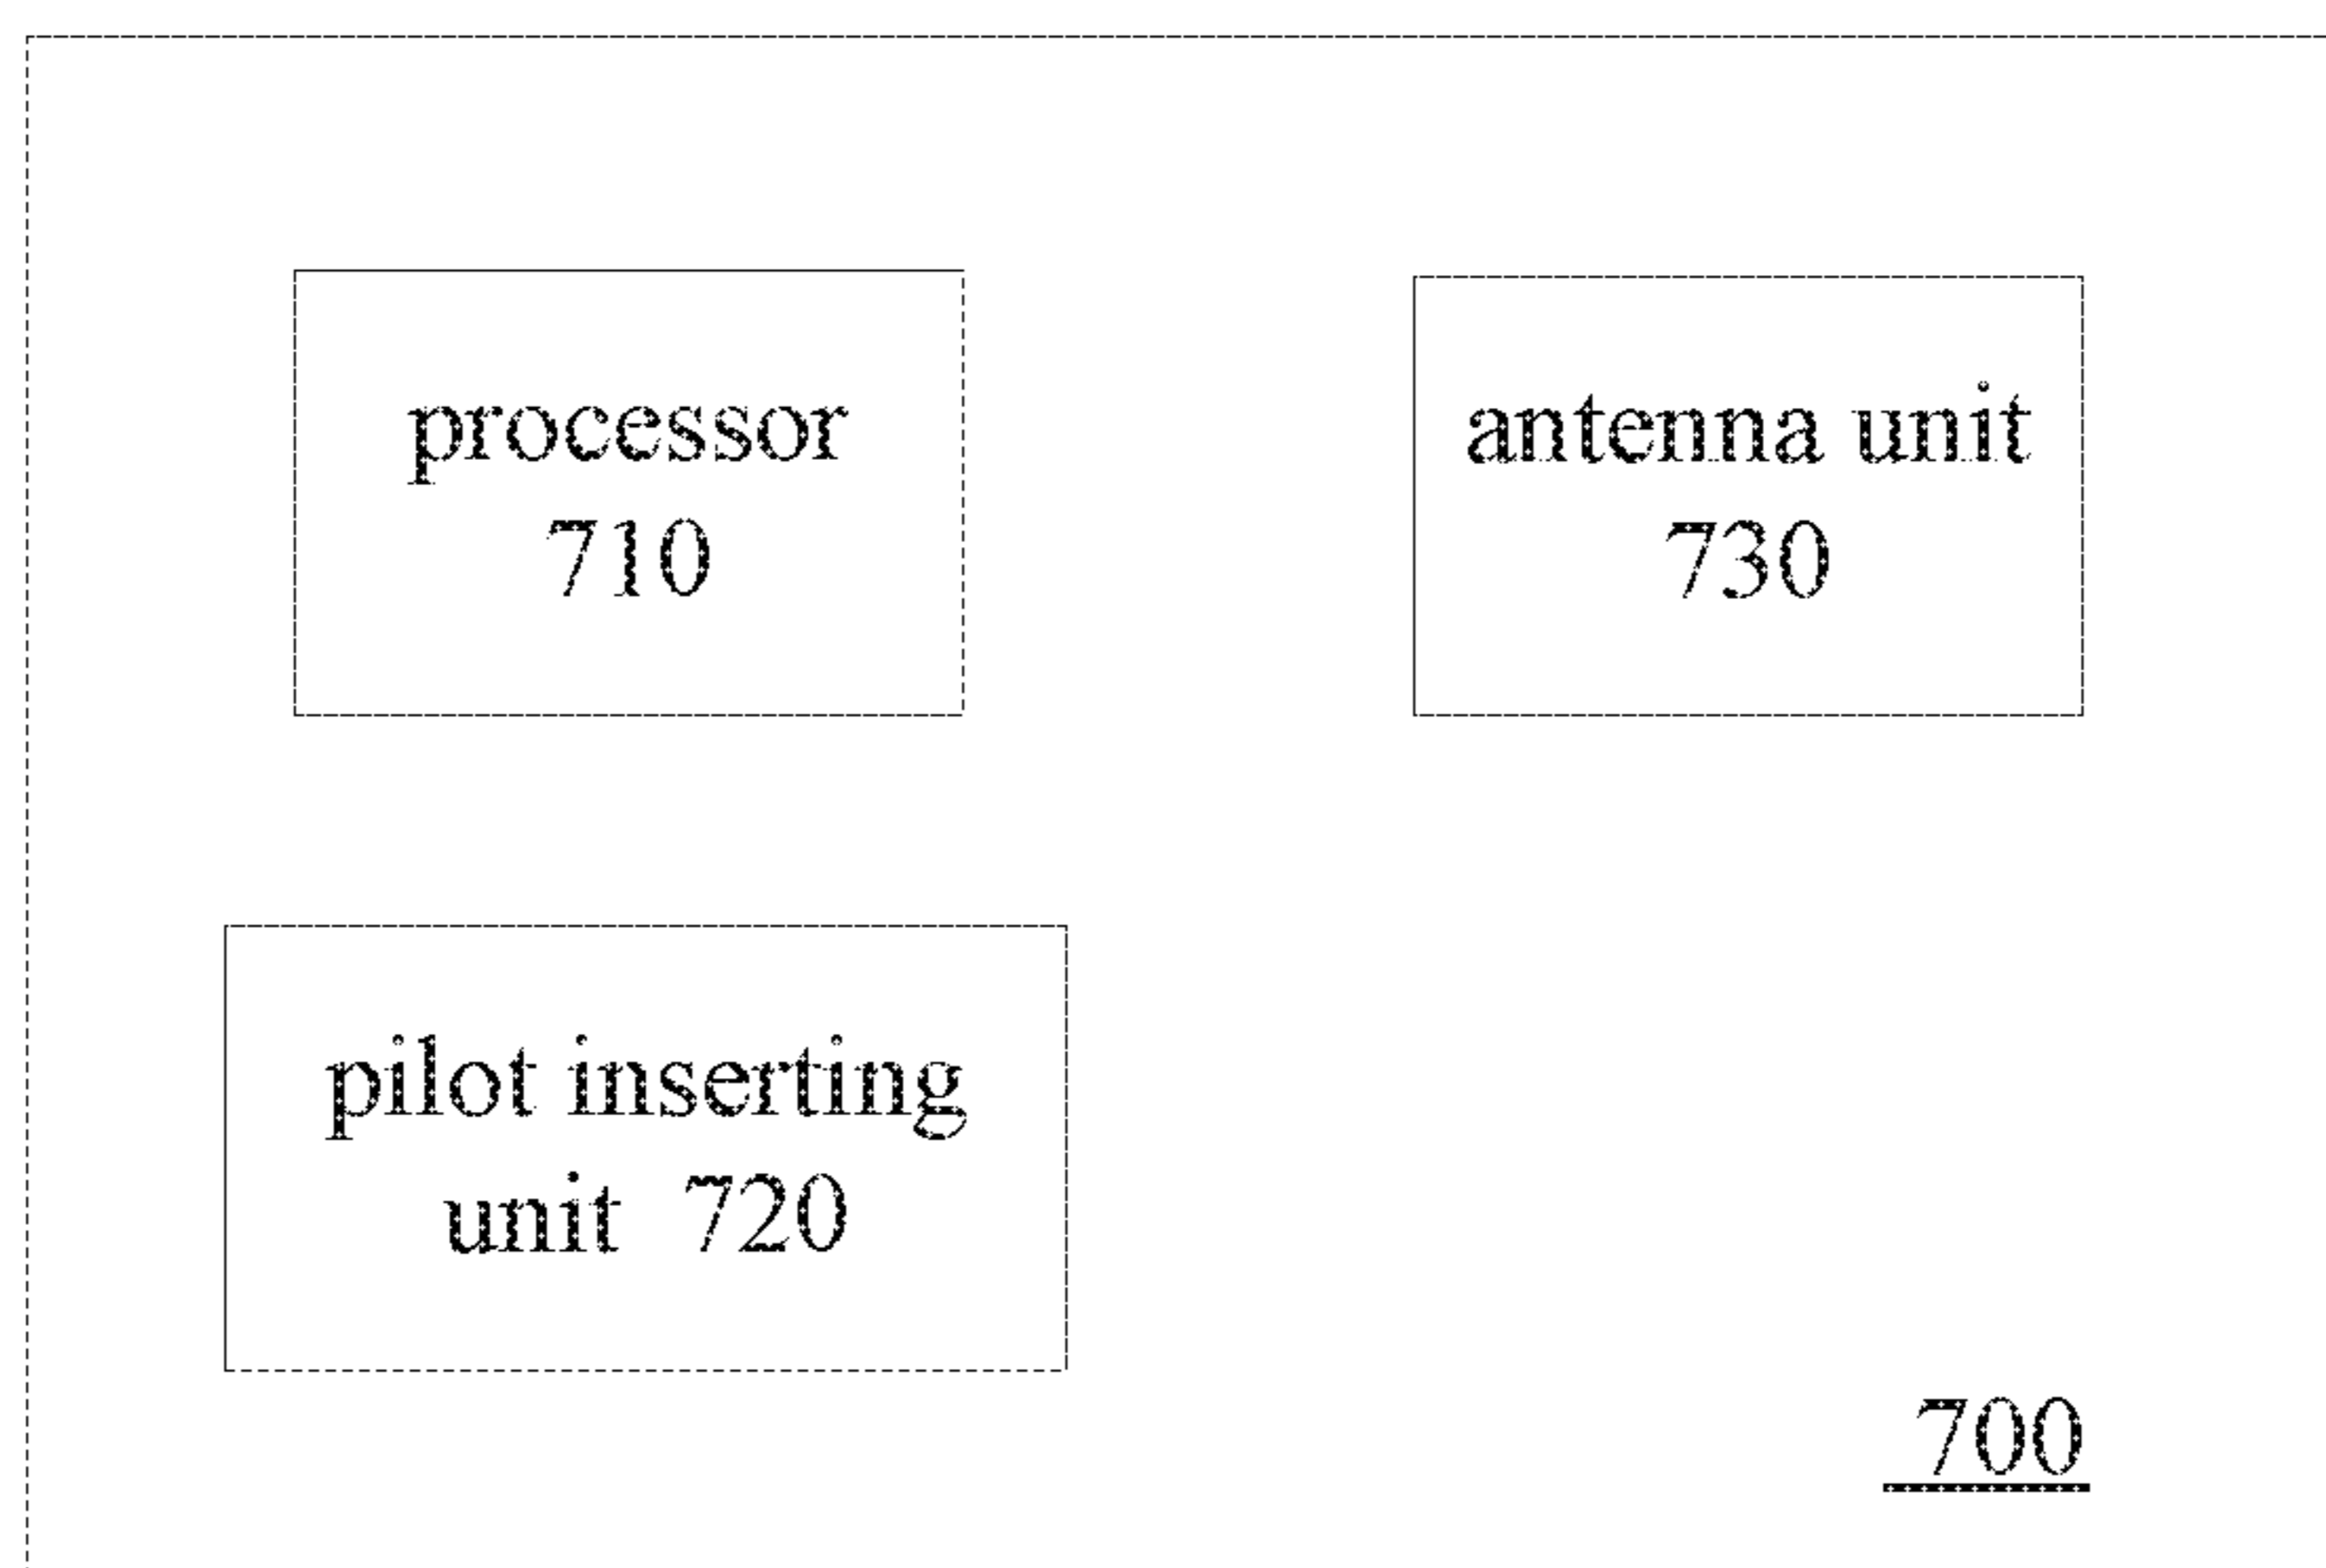 processor
710
antenna unit
730
pilot inserting
unit 720
700